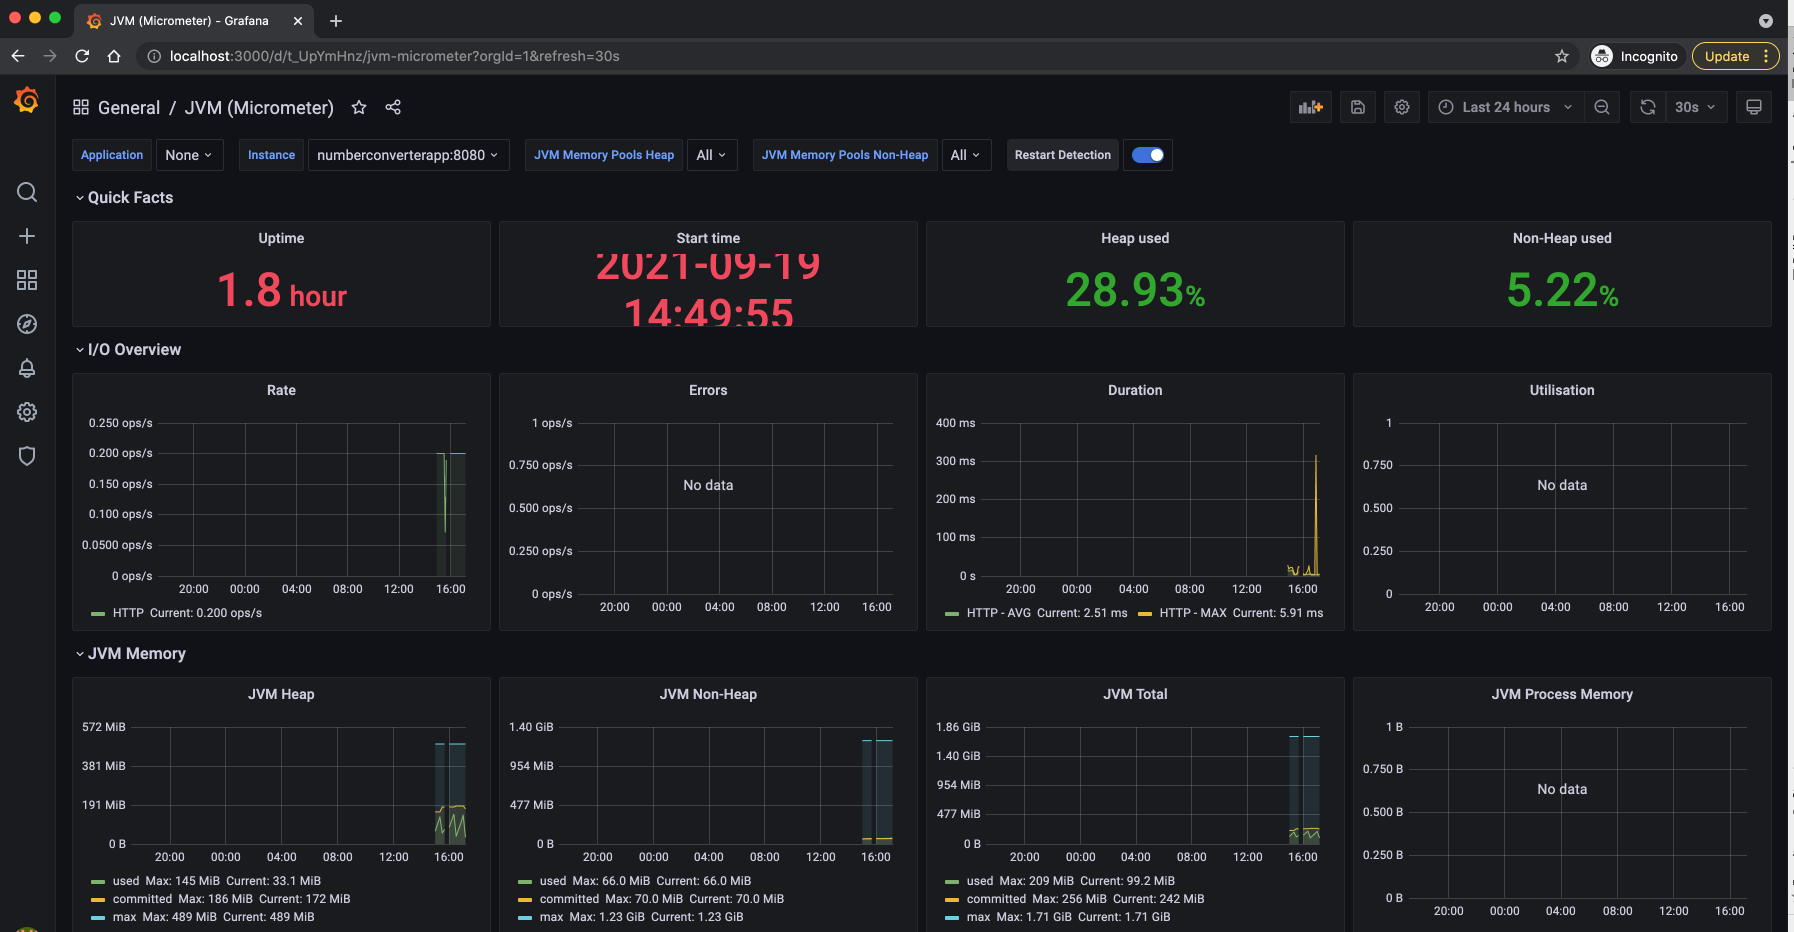 JVM (Micrometer) - Grafana
localhost:3000/d/t_UpYmHnz/jvm-micrometer?orgId=1&refresh=30s
Incognito
Update
General / JVM (Micrometer)
Last 24 hours
30s
Application None
Instance numberconverterapp:8080
JVM Memory Pools Heap All
JVM Memory Pools Non-Heap All
Restart Detection
Quick Facts
Uptime
1.8 hour
Start time
2021-09-19
14:49:55
Heap used
28.93%
Non-Heap used
5.22%
I/O Overview
Rate
0.250 ops/s
0.200 ops/s
0.150 ops/s
0.100 ops/s
0.0500 ops/s
0 ops/s
20:00 00:00 04:00 08:00 12:00 16:00
HTTP Current: 0.200 ops/s
Errors
1 ops/s
0.750 ops/s
No data
0.500 ops/s
0.250 ops/s
0 ops/s
20:00 00:00 04:00 08:00 12:00 16:00
Duration
400 ms
300 ms
200 ms
100 ms
0 s
20:00 00:00 04:00 08:00 12:00 16:00
HTTP - AVG Current: 2.51 ms HTTP - MAX Current: 5.91 ms
Utilisation
1
0.750
No data
0.500
0.250
0
20:00 00:00 04:00 08:00 12:00 16:00
JVM Memory
JVM Heap
572 MiB
381 MiB
191 MiB
0 B
20:00 00:00 04:00 08:00 12:00 16:00
used Max: 145 MiB Current: 33.1 MiB
committed Max: 186 MiB Current: 172 MiB
max Max: 489 MiB Current: 489 MiB
JVM Non-Heap
1.40 GiB
954 MiB
477 MiB
0 B
20:00 00:00 04:00 08:00 12:00 16:00
used Max: 66.0 MiB Current: 66.0 MiB
committed Max: 70.0 MiB Current: 70.0 MiB
max Max: 1.23 GiB Current: 1.23 GiB
JVM Total
1.86 GiB
1.40 GiB
954 MiB
477 MiB
0 B
20:00 00:00 04:00 08:00 12:00 16:00
used Max: 209 MiB Current: 99.2 MiB
committed Max: 256 MiB Current: 242 MiB
max Max: 1.71 GiB Current: 1.71 GiB
JVM Process Memory
1 B
0.750 B
No data
0.500 B
0.250 B
0 B
20:00 00:00 04:00 08:00 12:00 16:00